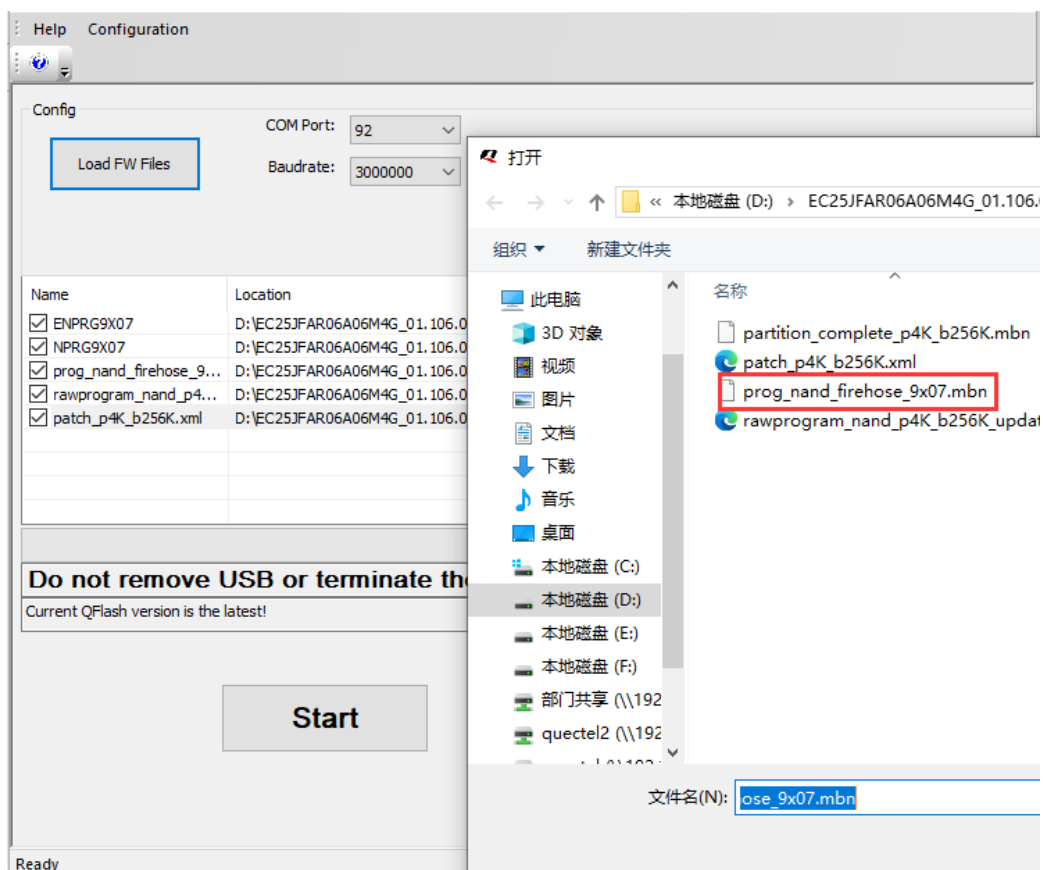 Help Configuration
Config
Load FW Files
COM Port: 92
Baudrate: 3000000
Name Location
ENPRG9X07 D:\EC25JFAR06A06M4G_01.106.0
NPRG9X07 D:\EC25JFAR06A06M4G_01.106.0
prog_nand_firehose_9... D:\EC25JFAR06A06M4G_01.106.0
rawprogram_nand_p4... D:\EC25JFAR06A06M4G_01.106.0
patch_p4K_b256K.xml D:\EC25JFAR06A06M4G_01.106.0
Do not remove USB or terminate the
Current QFlash version is the latest!
Start
Ready
打开
« 本地磁盘 (D:) › EC25JFAR06A06M4G_01.106.
组织 新建文件夹
此电脑
3D 对象
视频
图片
文档
下载
音乐
桌面
本地磁盘 (C:)
本地磁盘 (D:)
本地磁盘 (E:)
本地磁盘 (F:)
部门共享 (\\192
quectel2 (\\192
名称
partition_complete_p4K_b256K.mbn
patch_p4K_b256K.xml
prog_nand_firehose_9x07.mbn
rawprogram_nand_p4K_b256K_updat
文件名(N): ose_9x07.mbn